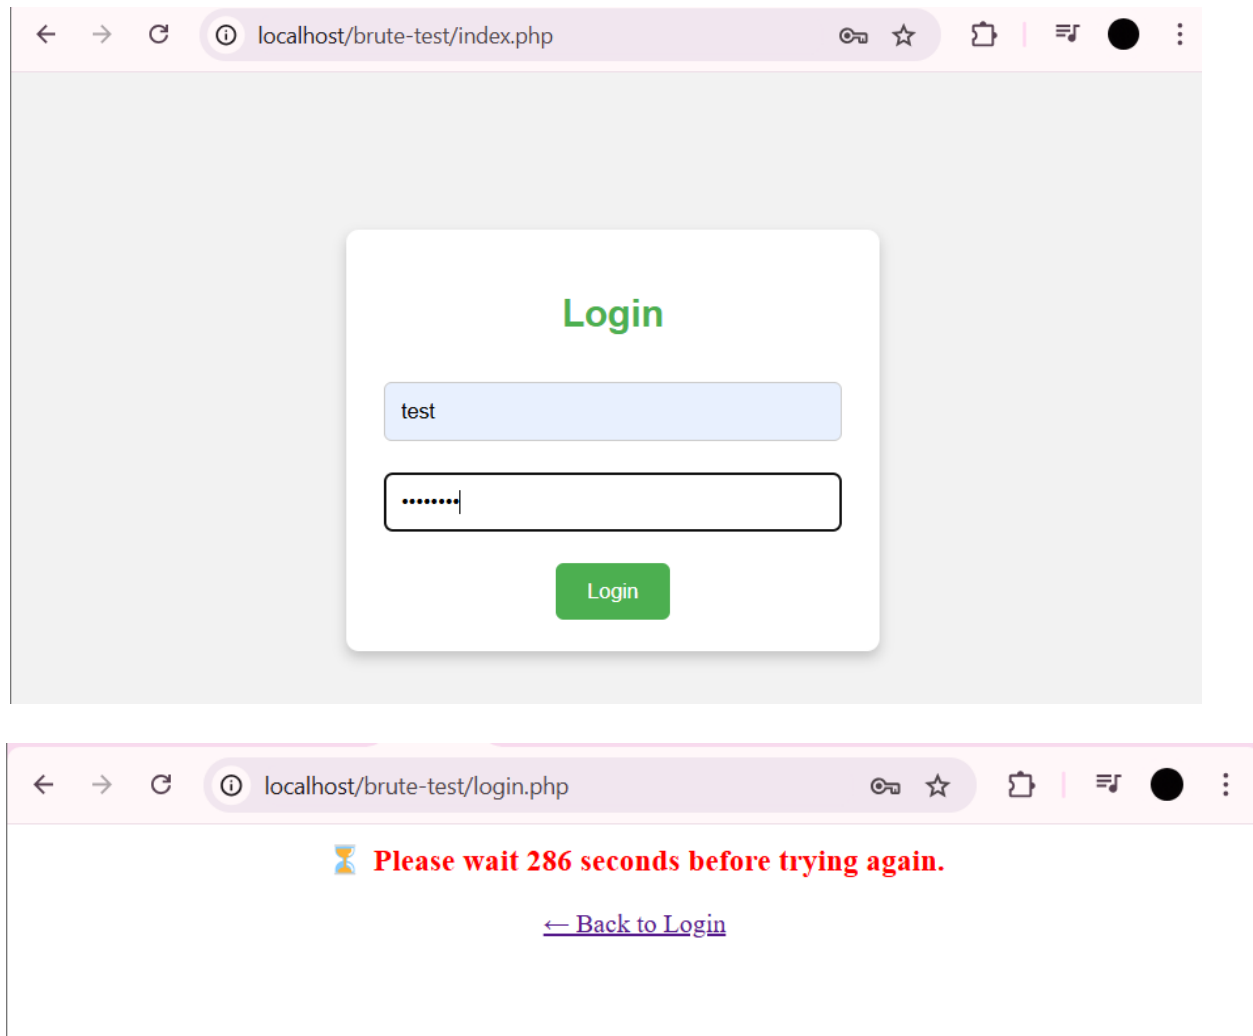 localhost/brute-test/index.php
Login
test
••••••••
Login
localhost/brute-test/login.php
⏳ Please wait 286 seconds before trying again.
← Back to Login